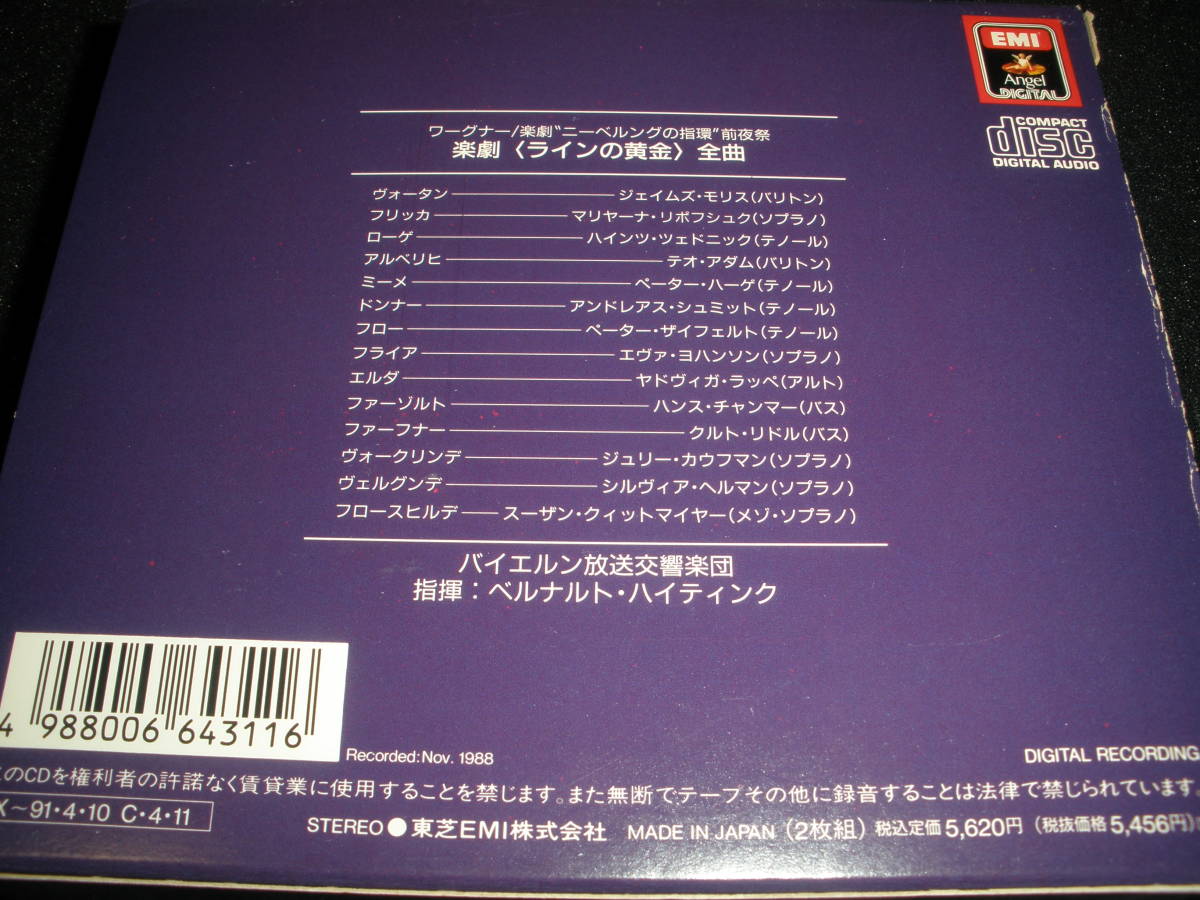 EMI
Angel
DIGITAL
COMPACT
disc
DIGITAL AUDIO
ワーグナー/楽劇“ニーベルングの指環”前夜祭
楽劇〈ラインの黄金〉全曲
ヴォータン ジェイムズ・モリス(バリトン)
フリッカ マリヤーナ・リポフシュク(ソプラノ)
ローゲ ハインツ・ツェドニック(テノール)
アルベリヒ テオ・アダム(バリトン)
ミーメ ペーター・ハーゲ(テノール)
ドンナー アンドレアス・シュミット(テノール)
フロー ペーター・ザイフェルト(テノール)
フライア エヴァ・ヨハンソン(ソプラノ)
エルダ ヤドヴィガ・ラッペ(アルト)
ファーゾルト ハンス・チャンマー(バス)
ファーフナー クルト・リドル(バス)
ヴォークリンデ ジュリー・カウフマン(ソプラノ)
ヴェルグンデ シルヴィア・ヘルマン(ソプラノ)
フロースヒルデ スーザン・クィットマイヤー(メゾ・ソプラノ)
バイエルン放送交響楽団
指揮：ベルナルト・ハイティンク
4 988006 643116
Recorded: Nov. 1988
DIGITAL RECORDING
このCDを権利者の許諾なく賃貸業に使用することを禁じます。また無断でテープその他に録音することは法律で禁じられています。
X〜91・4・10 C・4・11
STEREO ● 東芝EMI株式会社 MADE IN JAPAN (2枚組) 税込定価5,620円 (税抜価格5,456円)